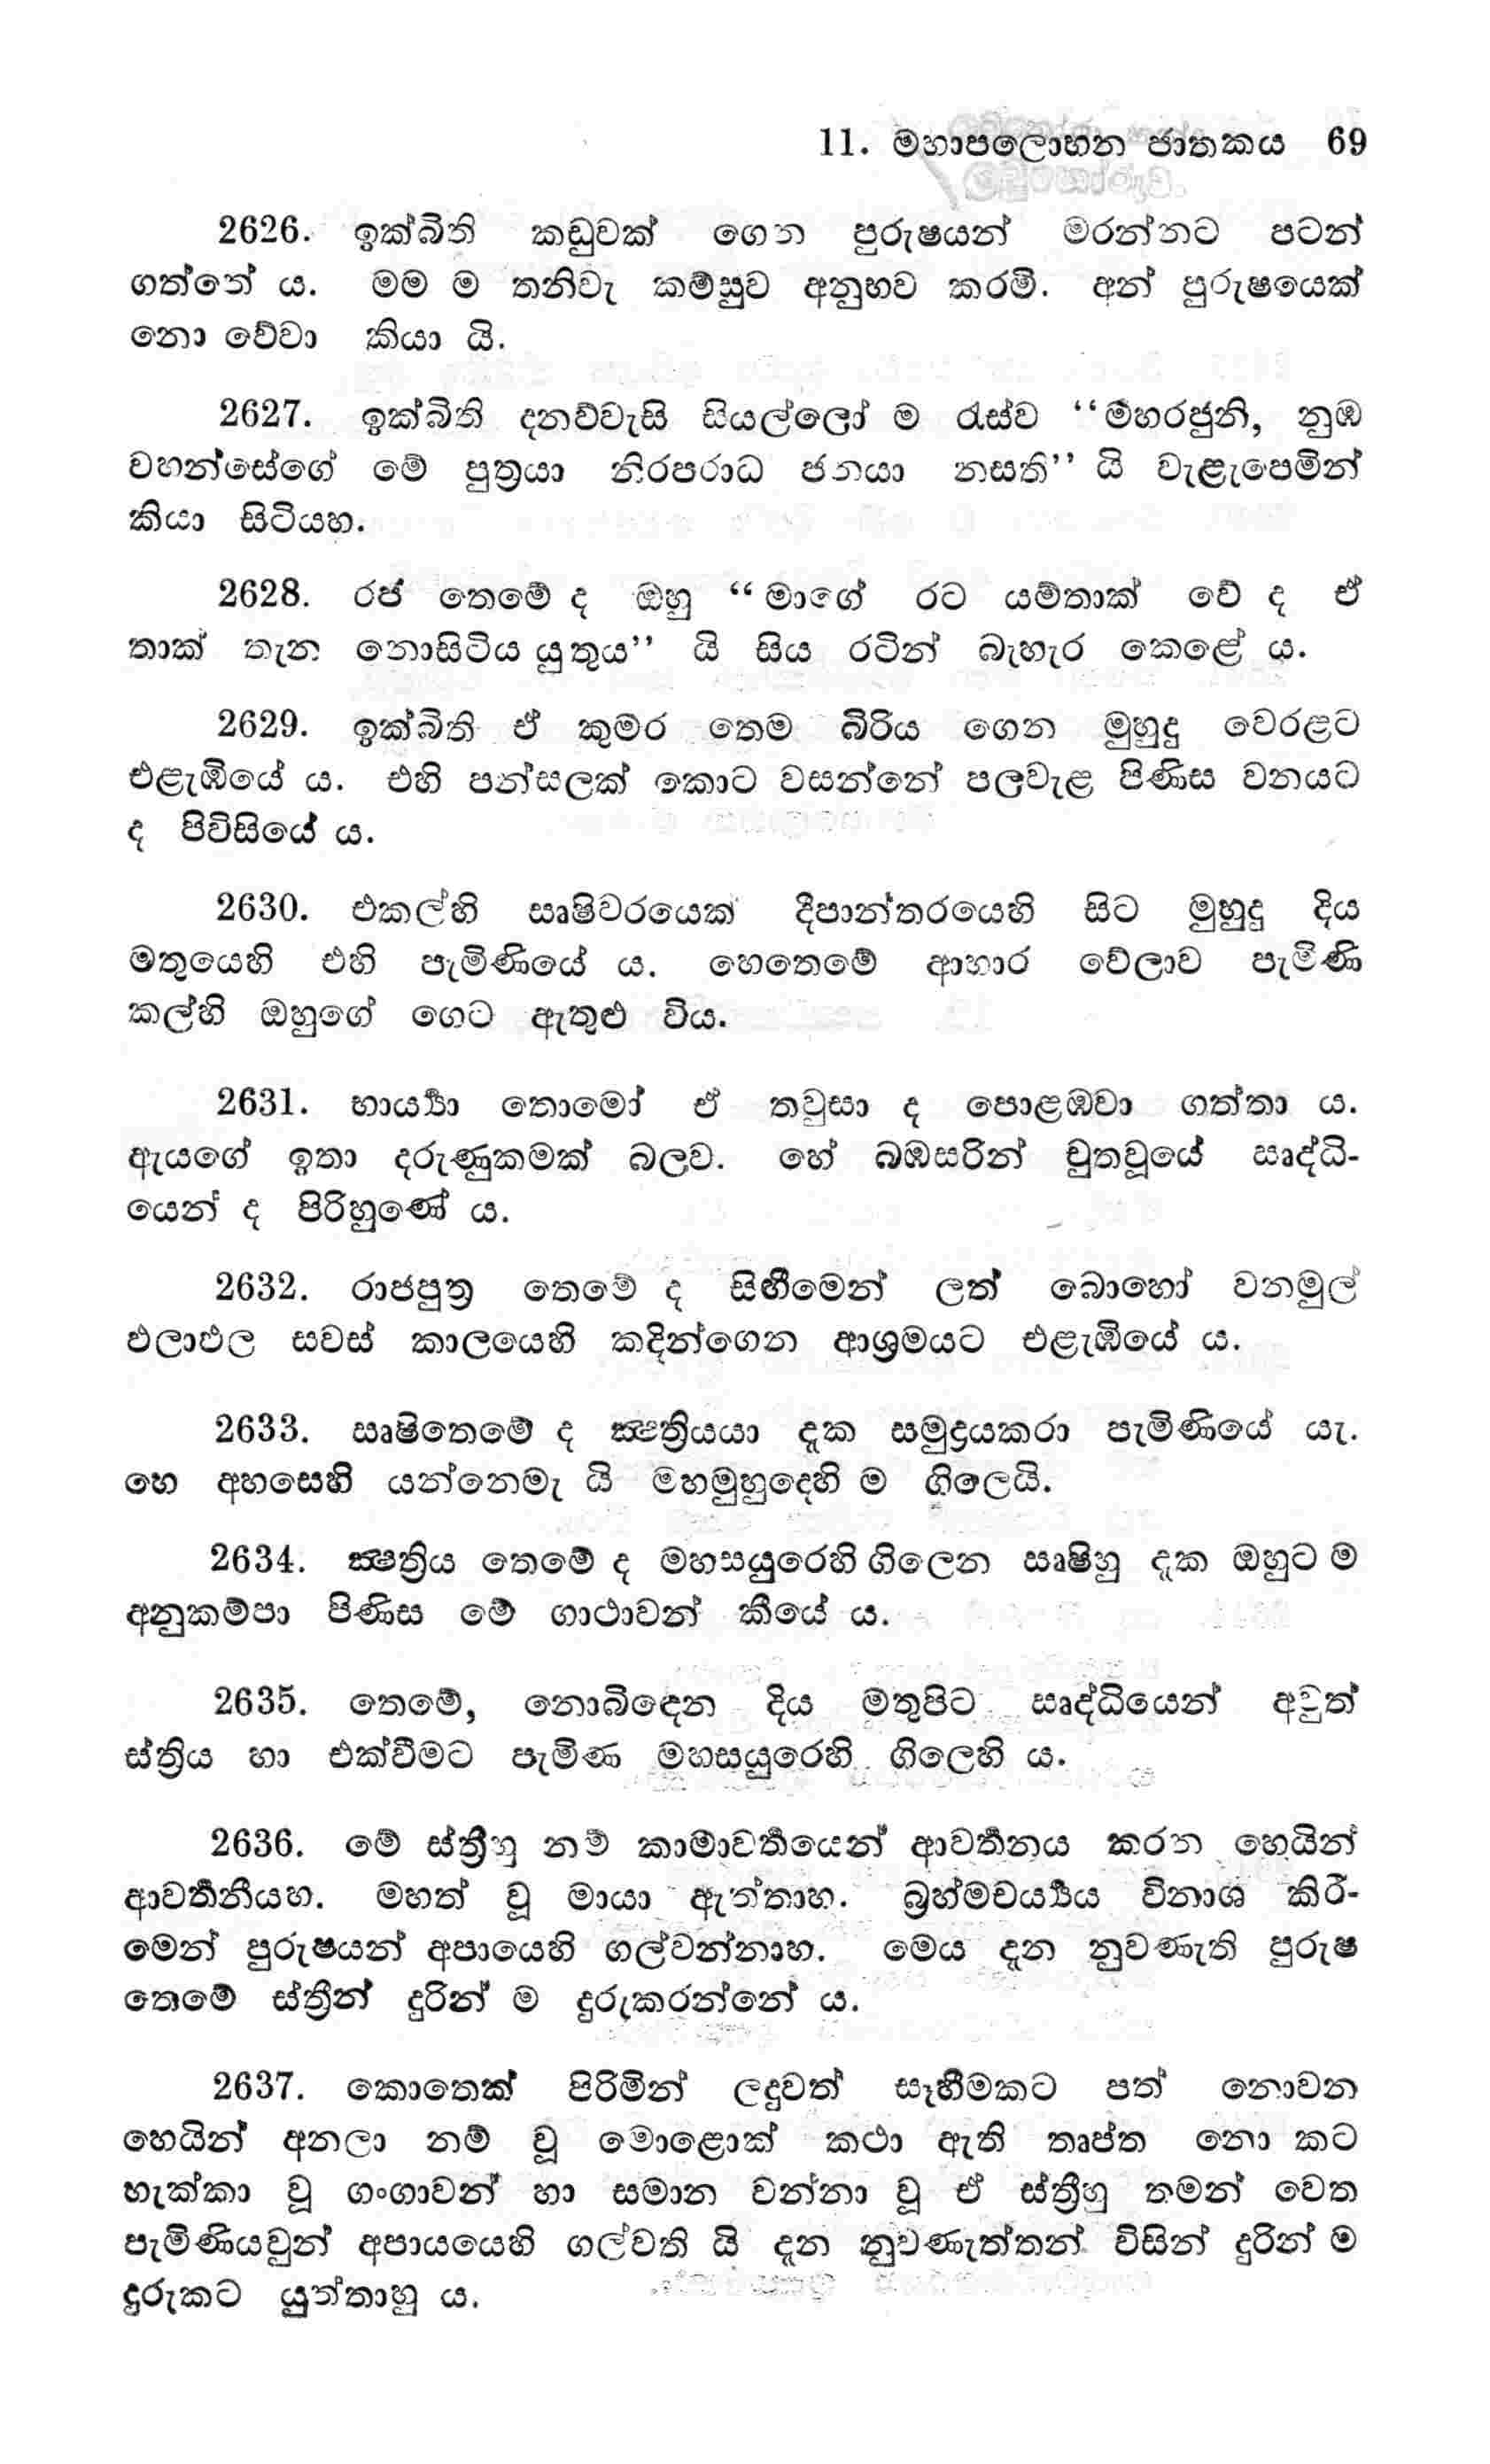 11. මහාපලොභන ජාතකය 69
2626. ඉක්බිති කඩුවක් ගෙන පුරුෂයන් මරන්නට පටන්
ගත්තේ ය. මම ම තනිවැ කම්සුව අනුභව කරමි. අන් පුරුෂයෙක්
නො වේවා කියා යි.
2627. ඉක්බිති දනව්වැසි සියල්ලෝ ම රැස්ව “මහරජුනි, නුඹ
වහන්සේගේ මේ පුත්‍රයා නිරපරාධ ජනයා නසති” යි වැළැපෙමින්
කියා සිටියහ.
2628. රජ තෙමේ ද ඔහු “මාගේ රට යම්තාක් වේ ද ඒ
තාක් තැන නොසිටිය යුතුය” යි සිය රටින් බැහැර කෙළේ ය.
2629. ඉක්බිති ඒ කුමර තෙම බිරිය ගෙන මුහුදු වෙරළට
එළැඹියේ ය. එහි පන්සලක් කොට වසන්නේ පලවැළ පිණිස වනයට
ද පිවිසියේ ය.
2630. එකල්හි සෘෂිවරයෙක් දීපාන්තරයෙහි සිට මුහුදු දිය
මතුයෙහි එහි පැමිණියේ ය. හෙතෙමේ ආහාර වේලාව පැමිණි
කල්හි ඔහුගේ ගෙට ඇතුළු විය.
2631. භාර්‍ය්‍යා තොමෝ ඒ තවුසා ද පොළඹවා ගත්තා ය.
ඇයගේ ඉතා දරුණුකමක් බලව. හේ බඹසරින් චුතවූයේ සෘද්ධි-
යෙන් ද පිරිහුණේ ය.
2632. රාජපුත්‍ර තෙමේ ද සිඟීමෙන් ලත් බොහෝ වනමුල්
ඵලාඵල සවස් කාලයෙහි කදින්ගෙන ආශ්‍රමයට එළැඹියේ ය.
2633. සෘෂිතෙමේ ද ක්‍ෂත්‍රියයා දැක සමුද්‍රයකරා පැමිණියේ යැ.
හෙ අහසෙහි යන්නෙමැ යි මහමුහුදෙහි ම ගිලෙයි.
2634. ක්‍ෂත්‍රිය තෙමේ ද මහසයුරෙහි ගිලෙන සෘෂිහු දැක ඔහුට ම
අනුකම්පා පිණිස මේ ගාථාවන් කීයේ ය.
2635. තෙමේ, නොබිඳෙන දිය මතුපිට සෘද්ධියෙන් අවුත්
ස්ත්‍රිය හා එක්වීමට පැමිණ මහසයුරෙහි ගිලෙහි ය.
2636. මේ ස්ත්‍රීහු නම් කාමාවර්‍තයෙන් ආවර්‍තනය කරන හෙයින්
ආවර්‍තනීයහ. මහත් වූ මායා ඇත්තාහ. බ්‍රහ්මචර්‍ය්‍යය විනාශ කිරී-
මෙන් පුරුෂයන් අපායෙහි ගල්වන්නාහ. මෙය දැන නුවණැති පුරුෂ
තෙමේ ස්ත්‍රීන් දුරින් ම දුරුකරන්නේ ය.
2637. කොතෙක් පිරිමින් ලදුවත් සෑහීමකට පත් නොවන
හෙයින් අනලා නම් වූ මොළොක් කථා ඇති තෘප්ත නො කට
හැක්කා වූ ගංගාවන් හා සමාන වන්නා වූ ඒ ස්ත්‍රීහු තමන් වෙත
පැමිණියවුන් අපායයෙහි ගල්වති යි දැන නුවණැත්තන් විසින් දුරින් ම
දුරුකට යුත්තාහු ය.